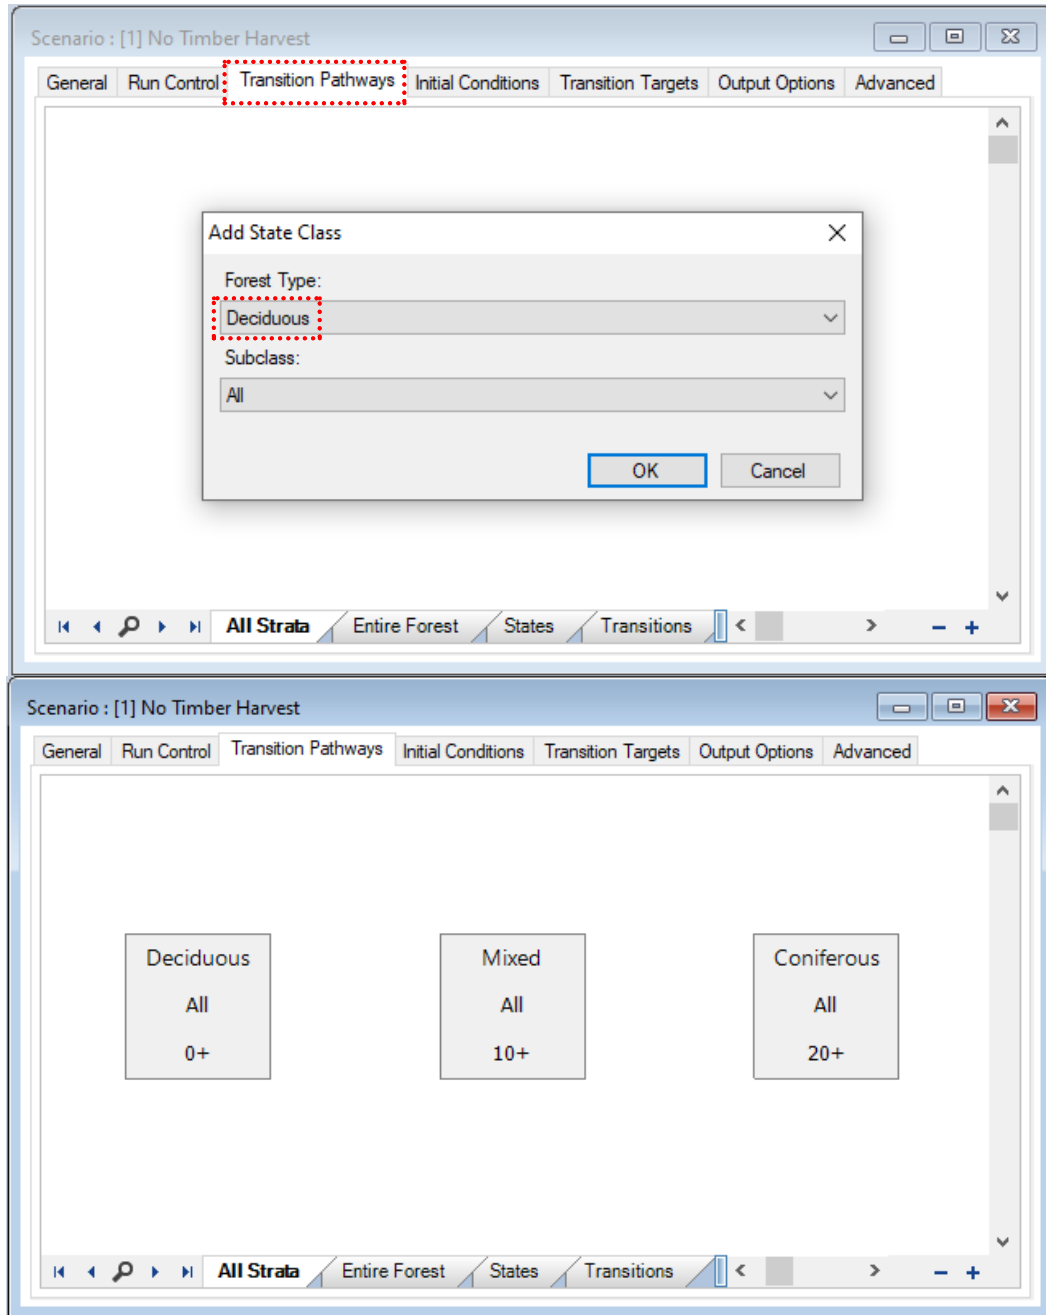 Scenario : [1] No Timber Harvest
General Run Control Transition Pathways Initial Conditions Transition Targets Output Options Advanced
Add State Class
Forest Type:
Deciduous
Subclass:
All
OK Cancel
All Strata Entire Forest States Transitions
Scenario : [1] No Timber Harvest
General Run Control Transition Pathways Initial Conditions Transition Targets Output Options Advanced
Deciduous Mixed Coniferous
All All All
0+ 10+ 20+
All Strata Entire Forest States Transitions